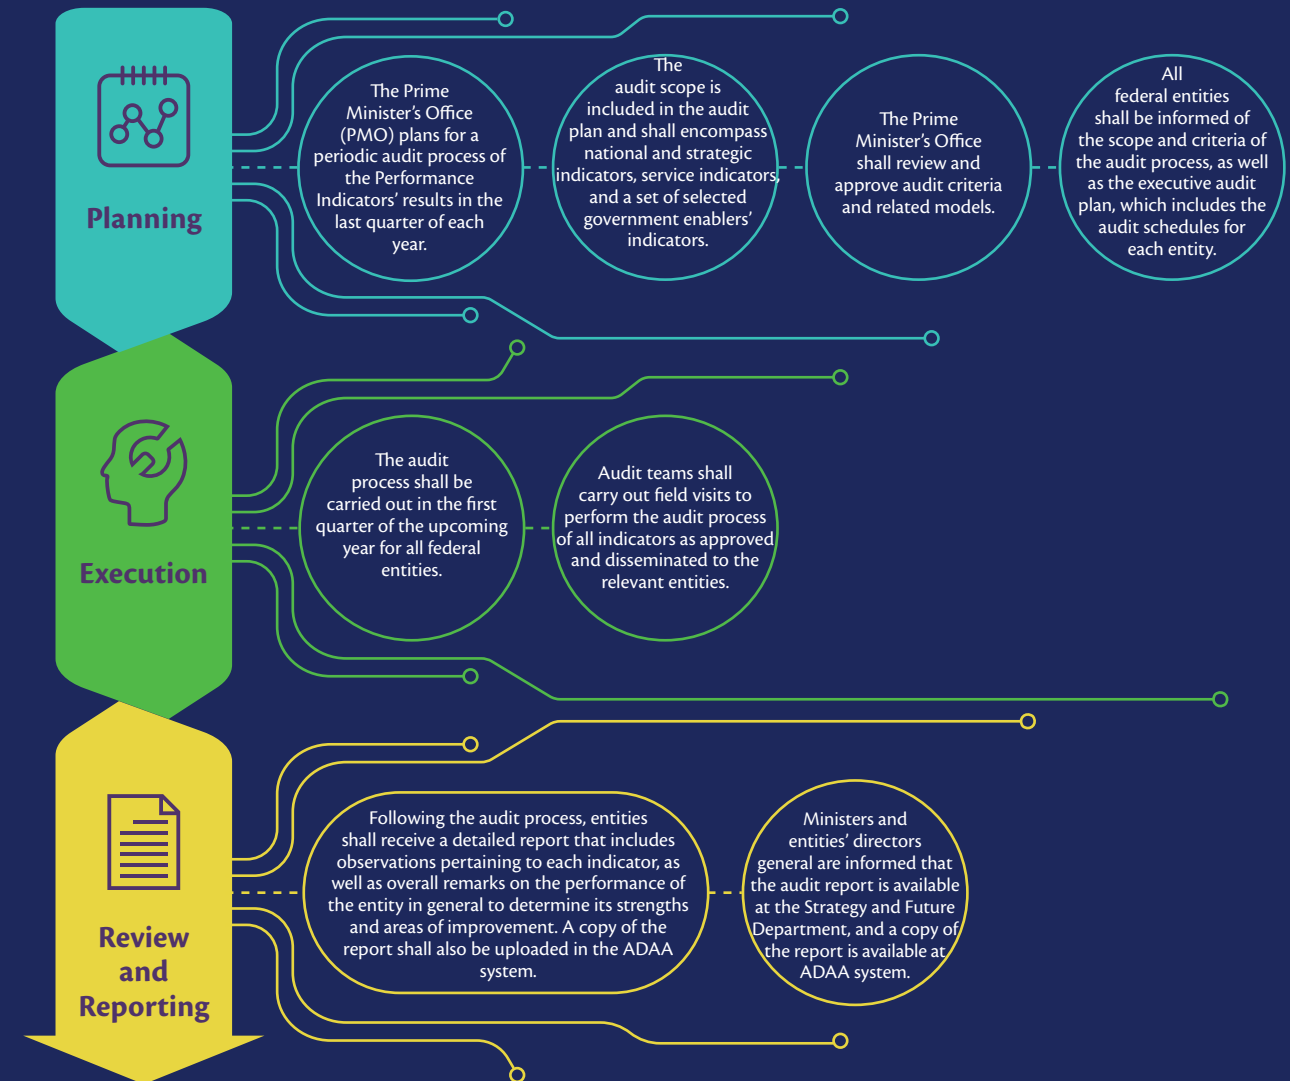 Planning
The Prime
Minister's Office
(PMO) plans for a
periodic audit process of
the Performance
Indicators' results in the
last quarter of each
year.
The
audit scope is
included in the audit
plan and shall encompass
national and strategic
indicators, service indicators,
and a set of selected
government enablers'
indicators.
The Prime
Minister's Office
shall review and
approve audit criteria
and related models.
All
federal entities
shall be informed of
the scope and criteria of
the audit process, as well
as the executive audit
plan, which includes the
audit schedules for
each entity.
Execution
The audit
process shall be
carried out in the first
quarter of the upcoming
year for all federal
entities.
Audit teams shall
carry out field visits to
perform the audit process
of all indicators as approved
and disseminated to the
relevant entities.
Review
and
Reporting
Following the audit process, entities
shall receive a detailed report that includes
observations pertaining to each indicator, as
well as overall remarks on the performance of
the entity in general to determine its strengths
and areas of improvement. A copy of the
report shall also be uploaded in the ADAA
system.
Ministers and
entities' directors
general are informed that
the audit report is available
at the Strategy and Future
Department, and a copy of
the report is available at
ADAA system.